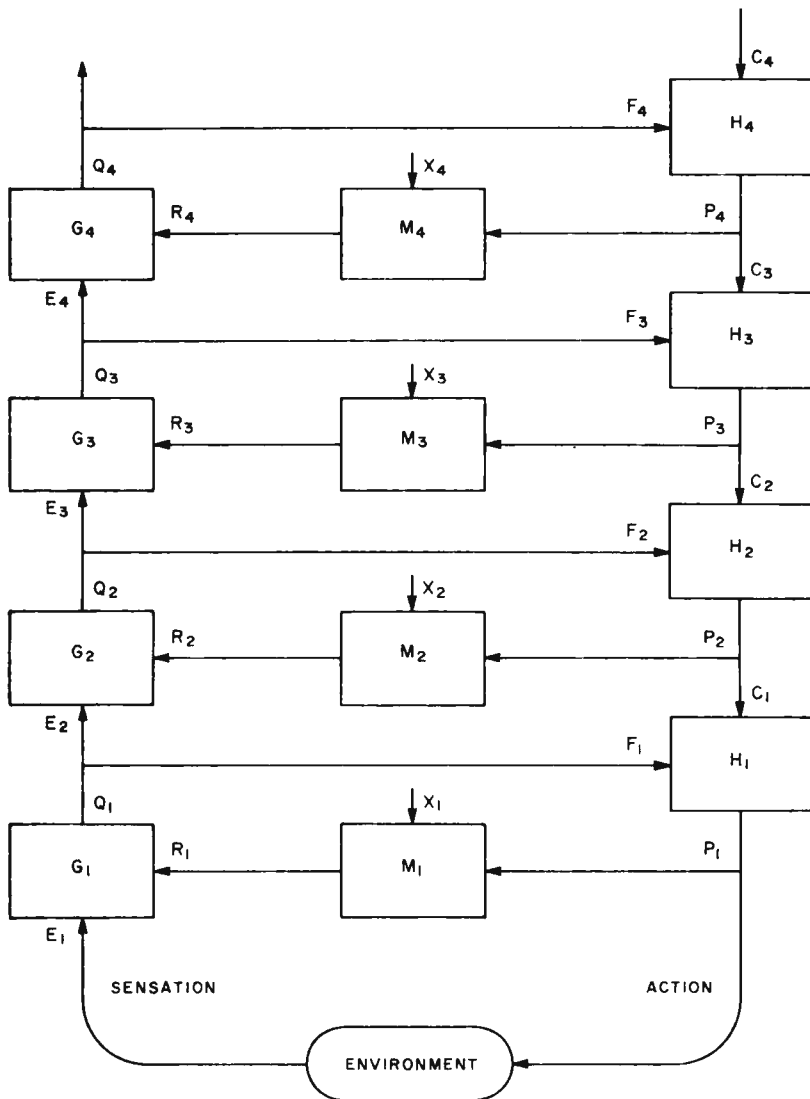 C₄
F₄ H₄
Q₄ X₄
G₄ R₄ M₄ P₄
C₃
E₄
F₃ H₃
Q₃ X₃
G₃ R₃ M₃ P₃
C₂
E₃
F₂ H₂
Q₂ X₂
G₂ R₂ M₂ P₂
C₁
E₂
F₁ H₁
Q₁ X₁
G₁ R₁ M₁ P₁
E₁
SENSATION ACTION
ENVIRONMENT